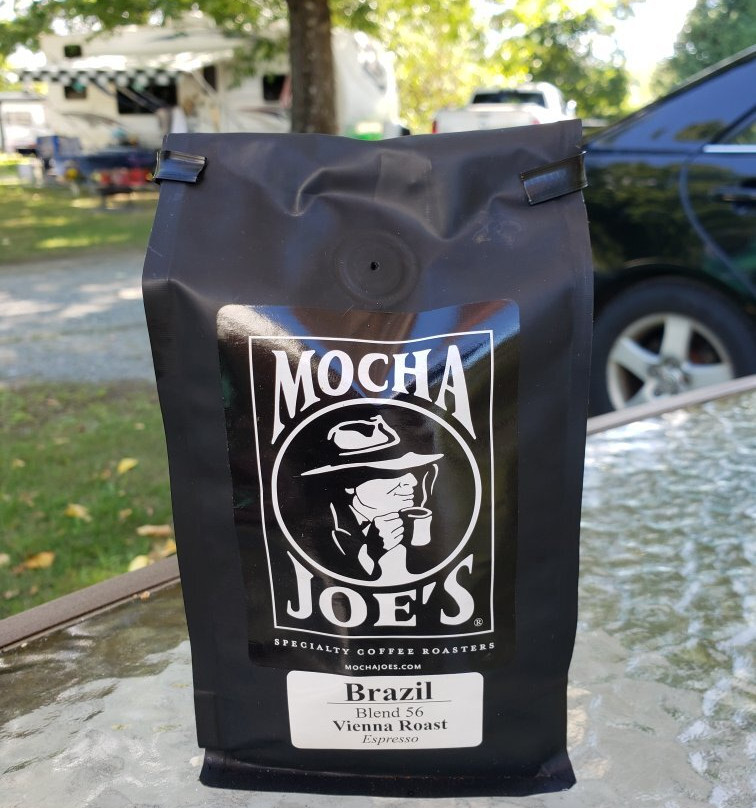 MOCHA
JOE'S®
SPECIALTY COFFEE ROASTERS
MOCHAJOES.COM
Brazil
Blend 56
Vienna Roast
Espresso